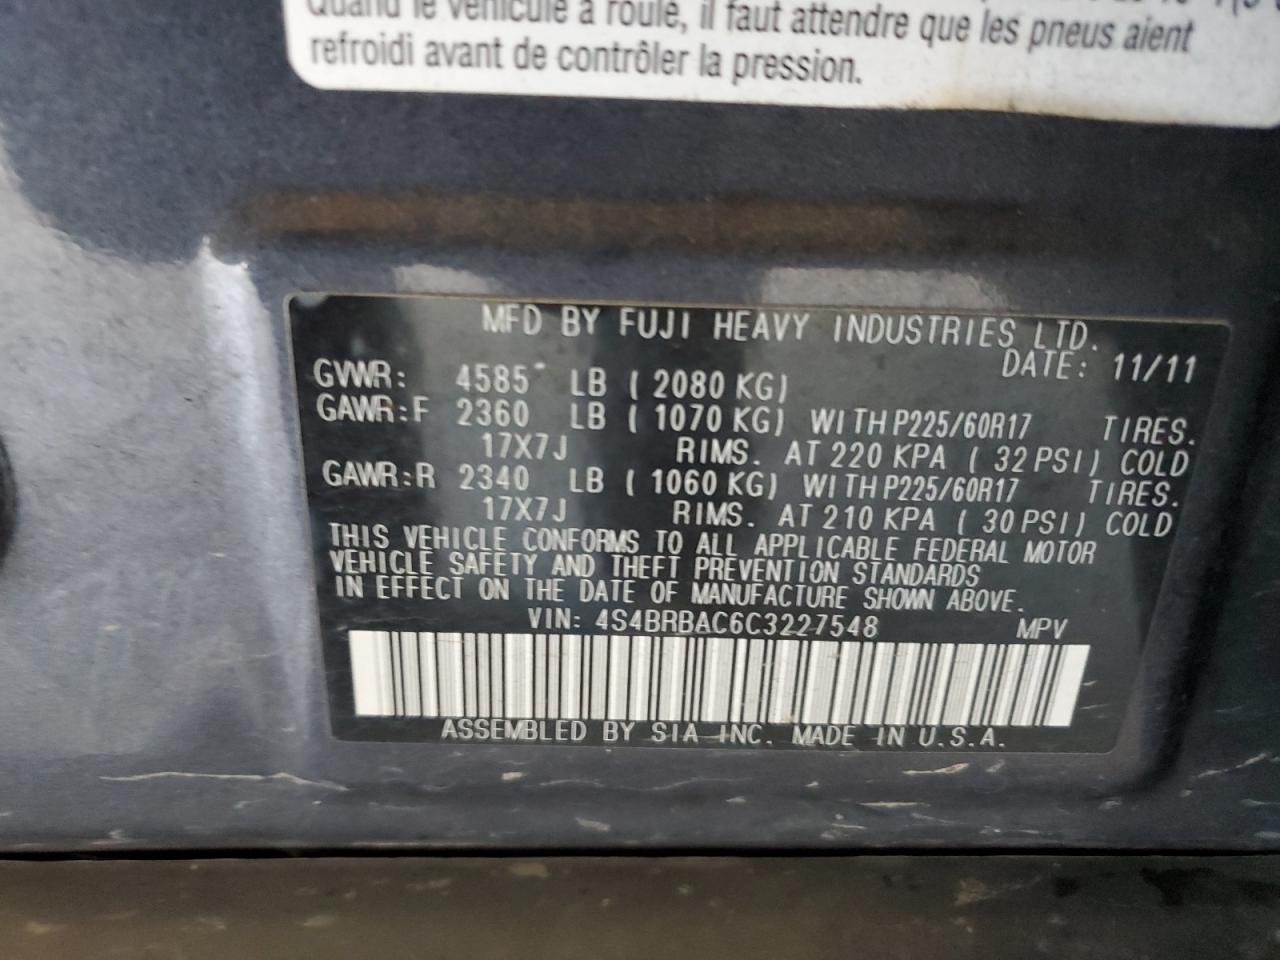 Quand le véhicule a roulé, il faut attendre que les pneus aient
refroidi avant de contrôler la pression.
MFD BY FUJI HEAVY INDUSTRIES LTD.
DATE: 11/11
GVWR: 4585 LB ( 2080 KG)
GAWR:F 2360 LB ( 1070 KG) WITH P225/60R17 TIRES.
17X7J RIMS. AT 220 KPA ( 32 PSI) COLD
GAWR:R 2340 LB ( 1060 KG) WITH P225/60R17 TIRES.
17X7J RIMS. AT 210 KPA ( 30 PSI) COLD
THIS VEHICLE CONFORMS TO ALL APPLICABLE FEDERAL MOTOR
VEHICLE SAFETY AND THEFT PREVENTION STANDARDS
IN EFFECT ON THE DATE OF MANUFACTURE SHOWN ABOVE.
VIN: 4S4BRBAC6C3227548 MPV
ASSEMBLED BY SIA INC. MADE IN U.S.A.